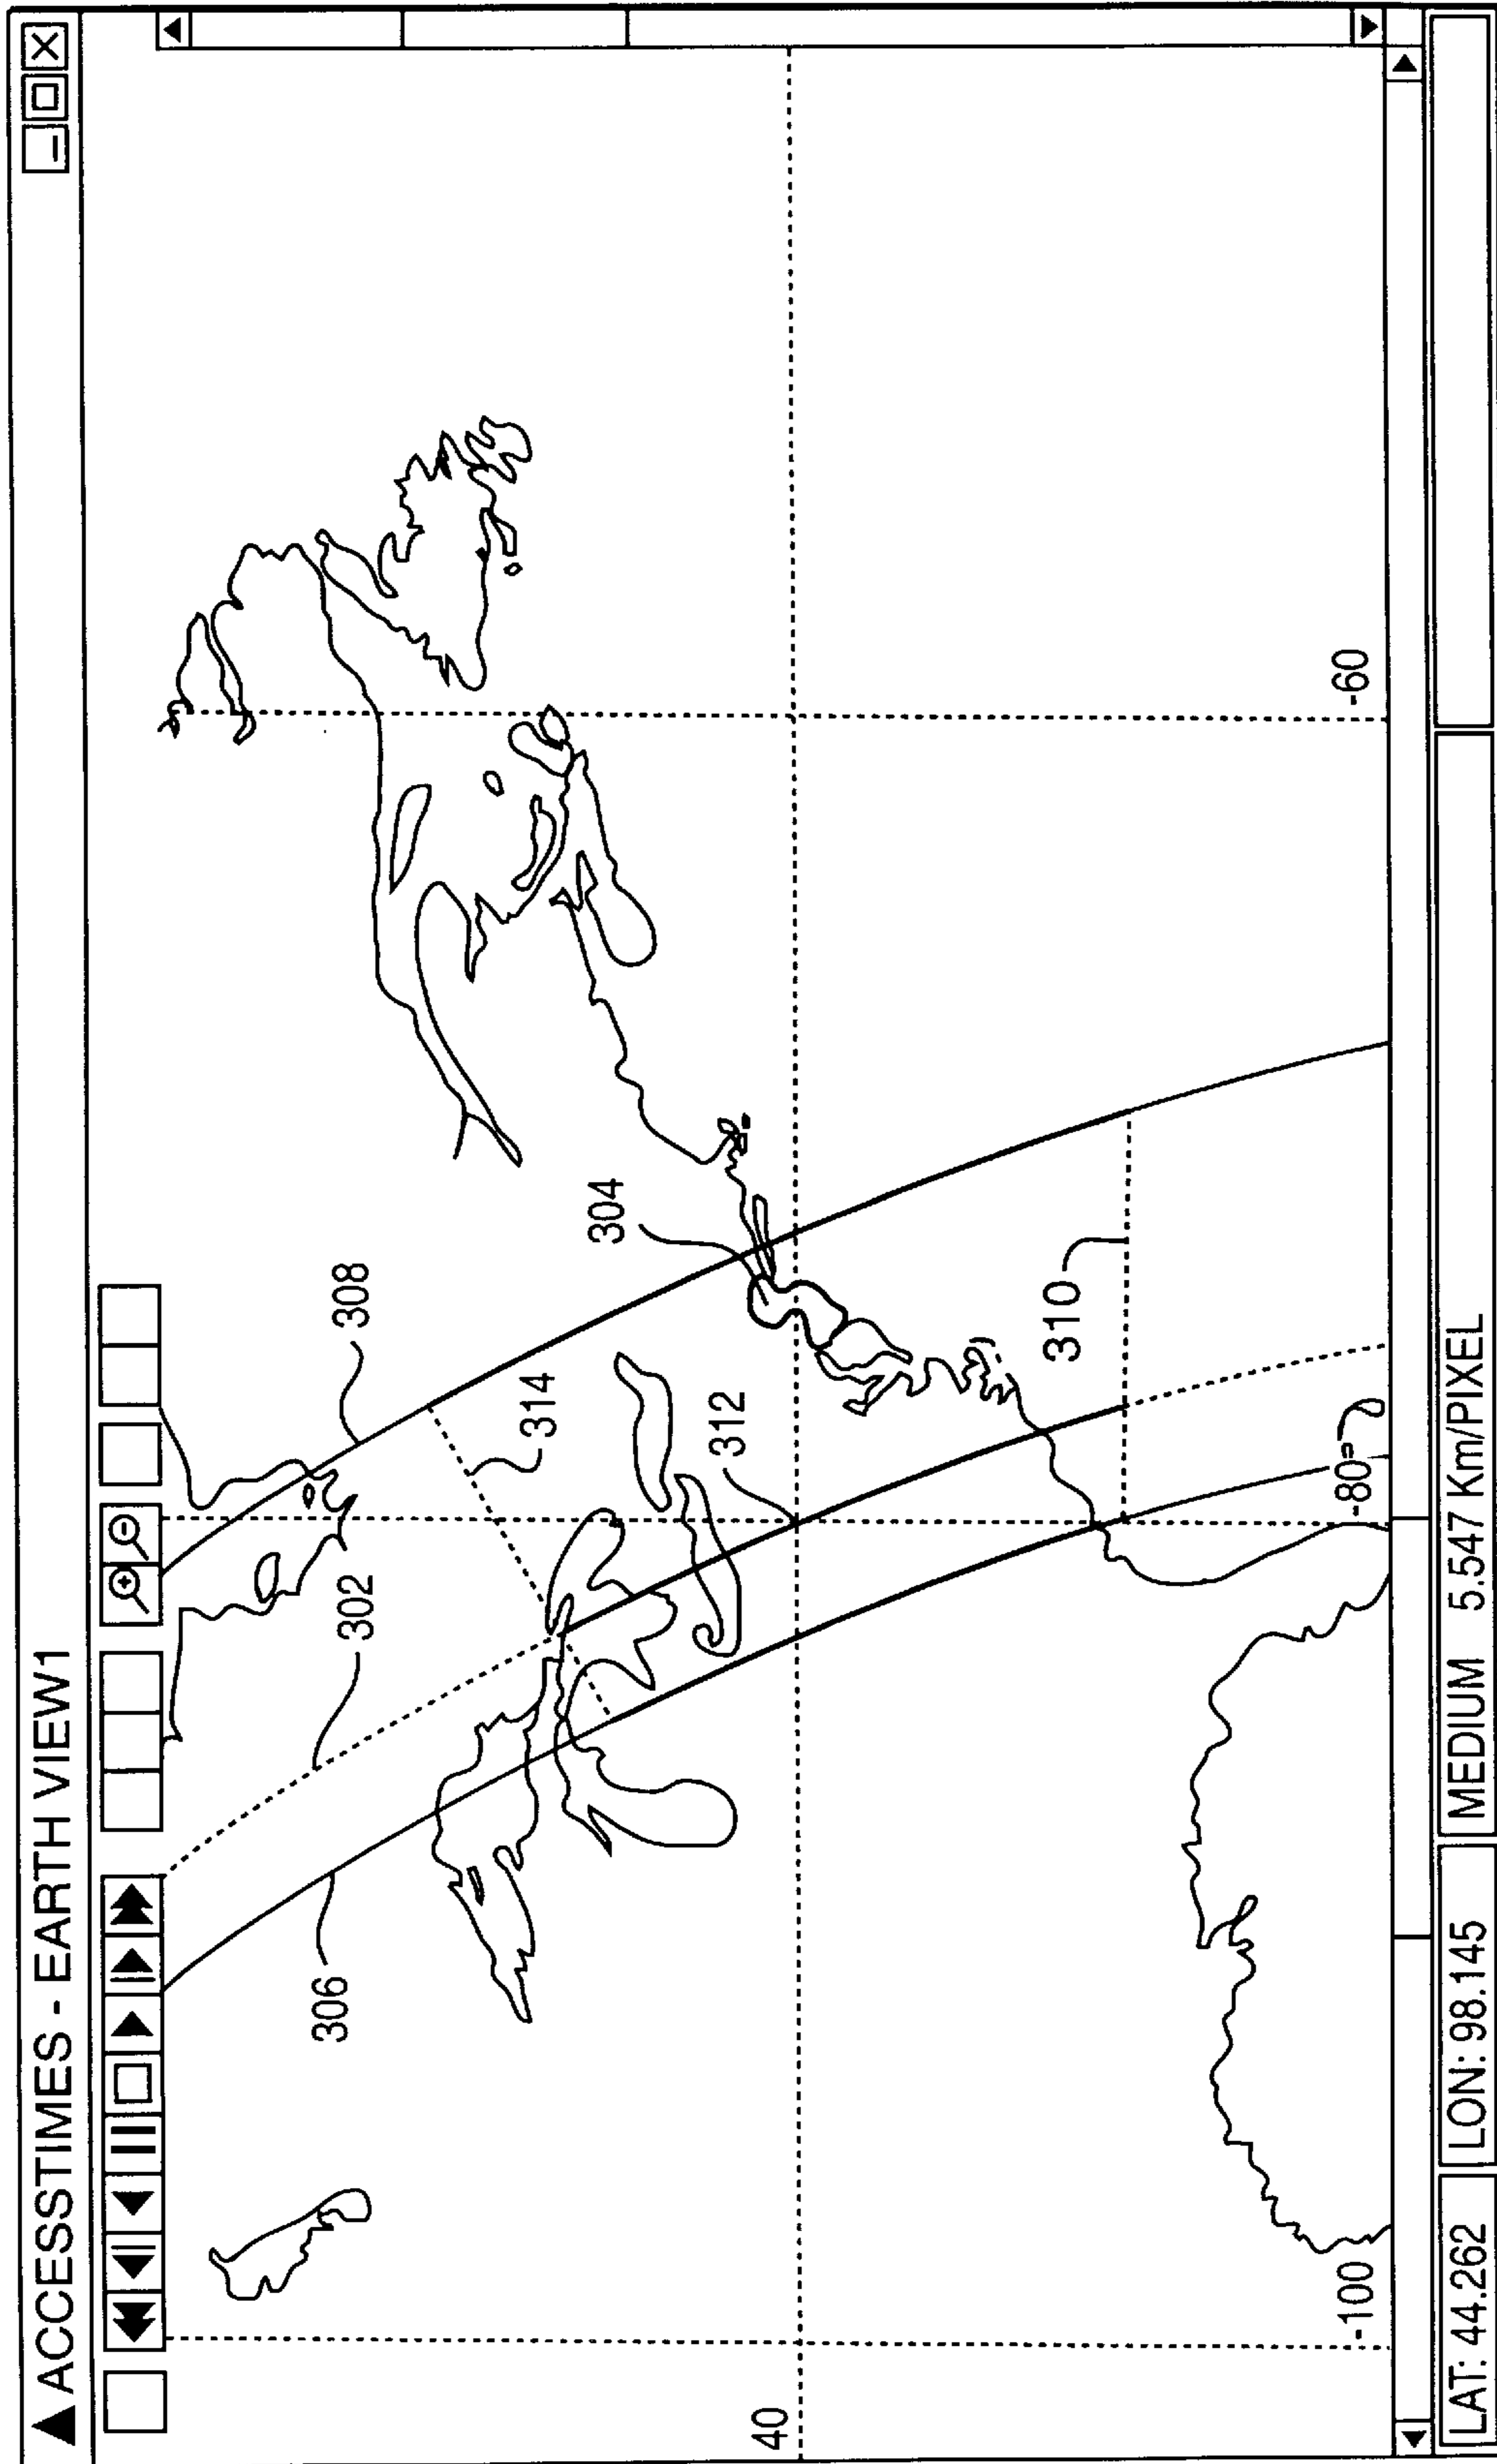 ACCESSTIMES - EARTH VIEW1
308
302
306
314
304
312
310
40
-100
-80
-60
LAT: 44.262
LON: 98.145
MEDIUM 5.547 Km/PIXEL